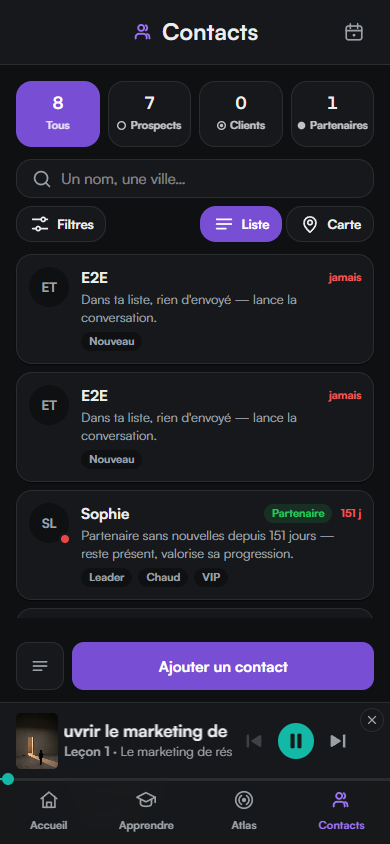 Contacts
8
Tous
7
Prospects
0
Clients
1
Partenaires
Un nom, une ville...
Filtres
Liste
Carte
ET
E2E
jamais
Dans ta liste, rien d'envoyé — lance la
conversation.
Nouveau
ET
E2E
jamais
Dans ta liste, rien d'envoyé — lance la
conversation.
Nouveau
SL
Sophie
Partenaire
151 j
Partenaire sans nouvelles depuis 151 jours —
reste présent, valorise sa progression.
Leader
Chaud
VIP
Ajouter un contact
uvrir le marketing de
Leçon 1 · Le marketing de rés
Accueil
Apprendre
Atlas
Contacts